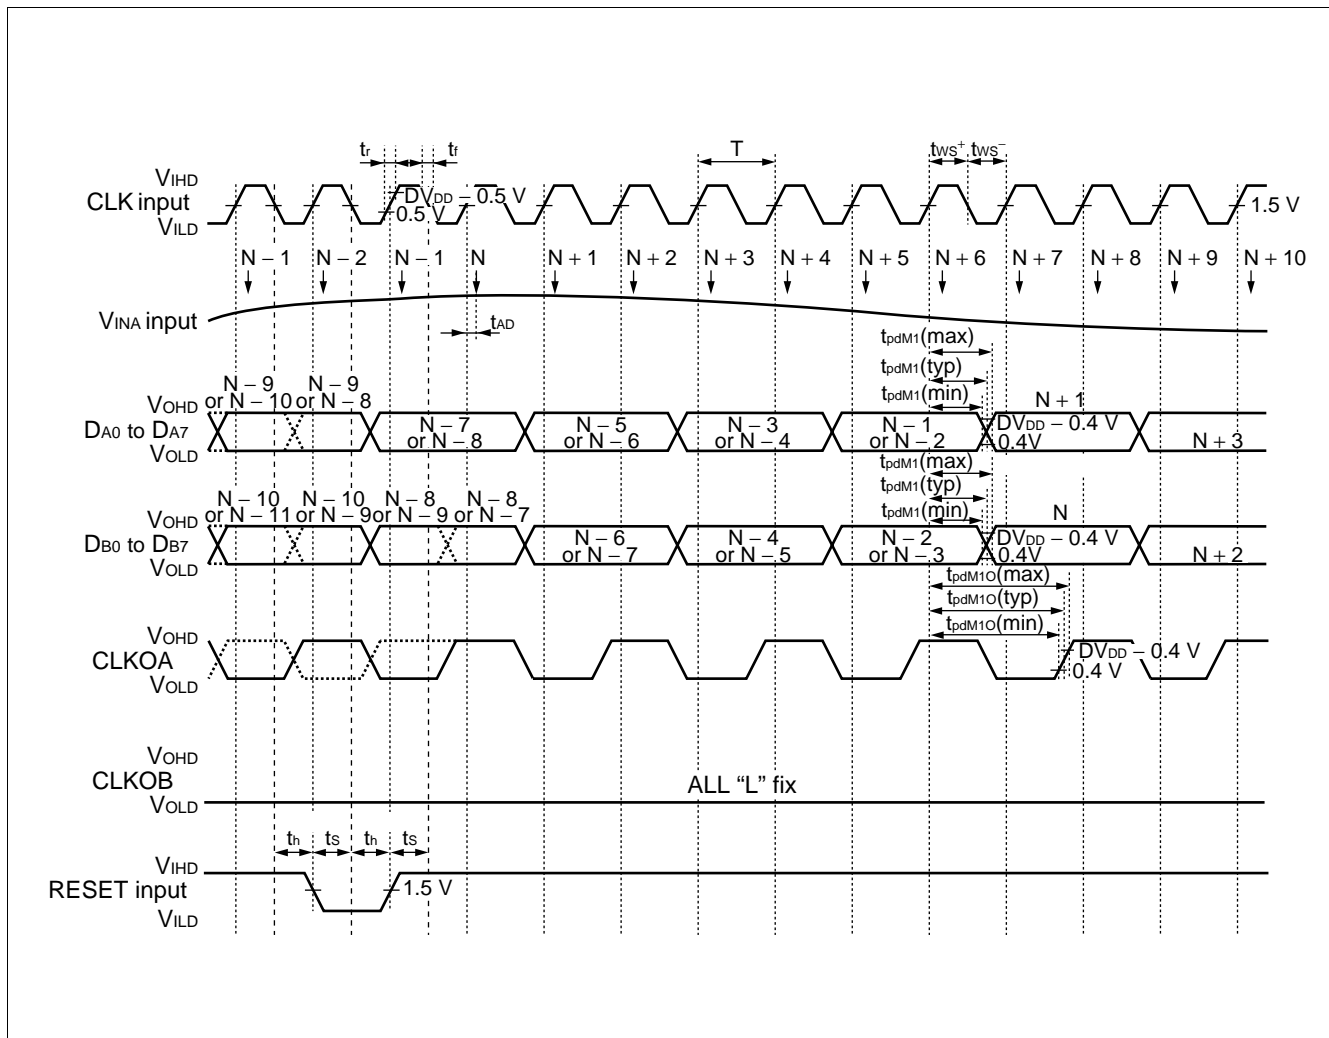 tr tf T tWS+ tWS−
VIHD
CLK input
VILD
DVDD – 0.5 V
0.5 V
1.5 V
N – 1 N – 2 N – 1 N N + 1 N + 2 N + 3 N + 4 N + 5 N + 6 N + 7 N + 8 N + 9 N + 10
VINA input
tAD
tpdM1(max)
tpdM1(typ)
tpdM1(min)
VOHD
DA0 to DA7
VOLD
N – 9
or N – 10
N – 9
or N – 8
N – 7
or N – 8
N – 5
or N – 6
N – 3
or N – 4
N – 1
or N – 2
N + 1
DVDD – 0.4 V
0.4V
N + 3
tpdM1(max)
tpdM1(typ)
tpdM1(min)
VOHD
DB0 to DB7
VOLD
N – 10
or N – 11
N – 10
or N – 9
N – 8
or N – 9
N – 8
or N – 7
N – 6
or N – 7
N – 4
or N – 5
N – 2
or N – 3
N
DVDD – 0.4 V
0.4V
N + 2
tpdM1O(max)
tpdM1O(typ)
tpdM1O(min)
VOHD
CLKOA
VOLD
DVDD – 0.4 V
0.4 V
VOHD
CLKOB
VOLD
ALL “L” fix
th tS th tS
VIHD
RESET input
VILD
1.5 V